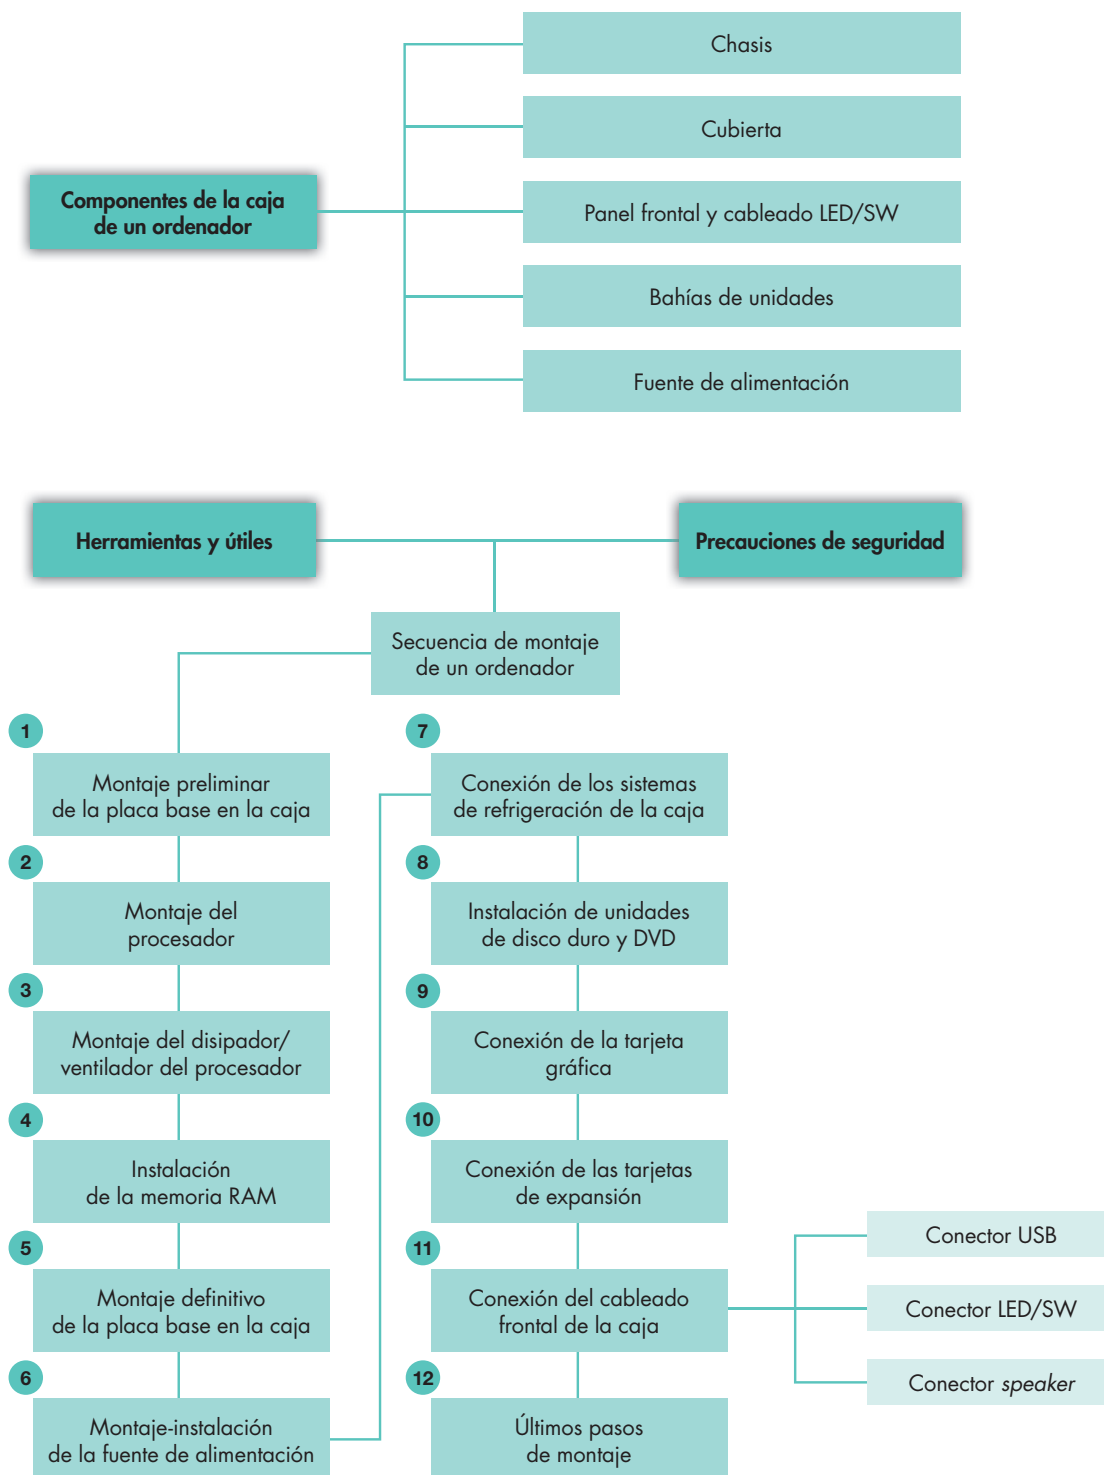 Chasis
Cubierta
Componentes de la caja
de un ordenador
Panel frontal y cableado LED/SW
Bahías de unidades
Fuente de alimentación
Herramientas y útiles
Precauciones de seguridad
Secuencia de montaje
de un ordenador
1
Montaje preliminar
de la placa base en la caja
2
Montaje del
procesador
3
Montaje del disipador/
ventilador del procesador
4
Instalación
de la memoria RAM
5
Montaje definitivo
de la placa base en la caja
6
Montaje-instalación
de la fuente de alimentación
7
Conexión de los sistemas
de refrigeración de la caja
8
Instalación de unidades
de disco duro y DVD
9
Conexión de la tarjeta
gráfica
10
Conexión de las tarjetas
de expansión
11
Conexión del cableado
frontal de la caja
Conector USB
Conector LED/SW
Conector speaker
12
Últimos pasos
de montaje